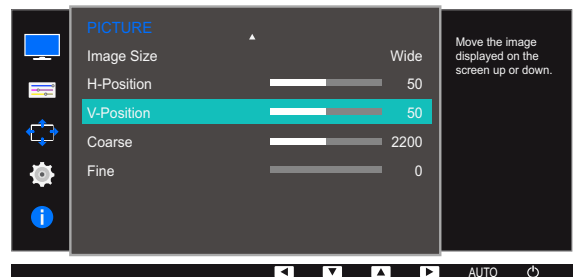 PICTURE
Image Size Wide
H-Position 50
V-Position 50
Coarse 2200
Fine 0
Move the image
displayed on the
screen up or down.
AUTO